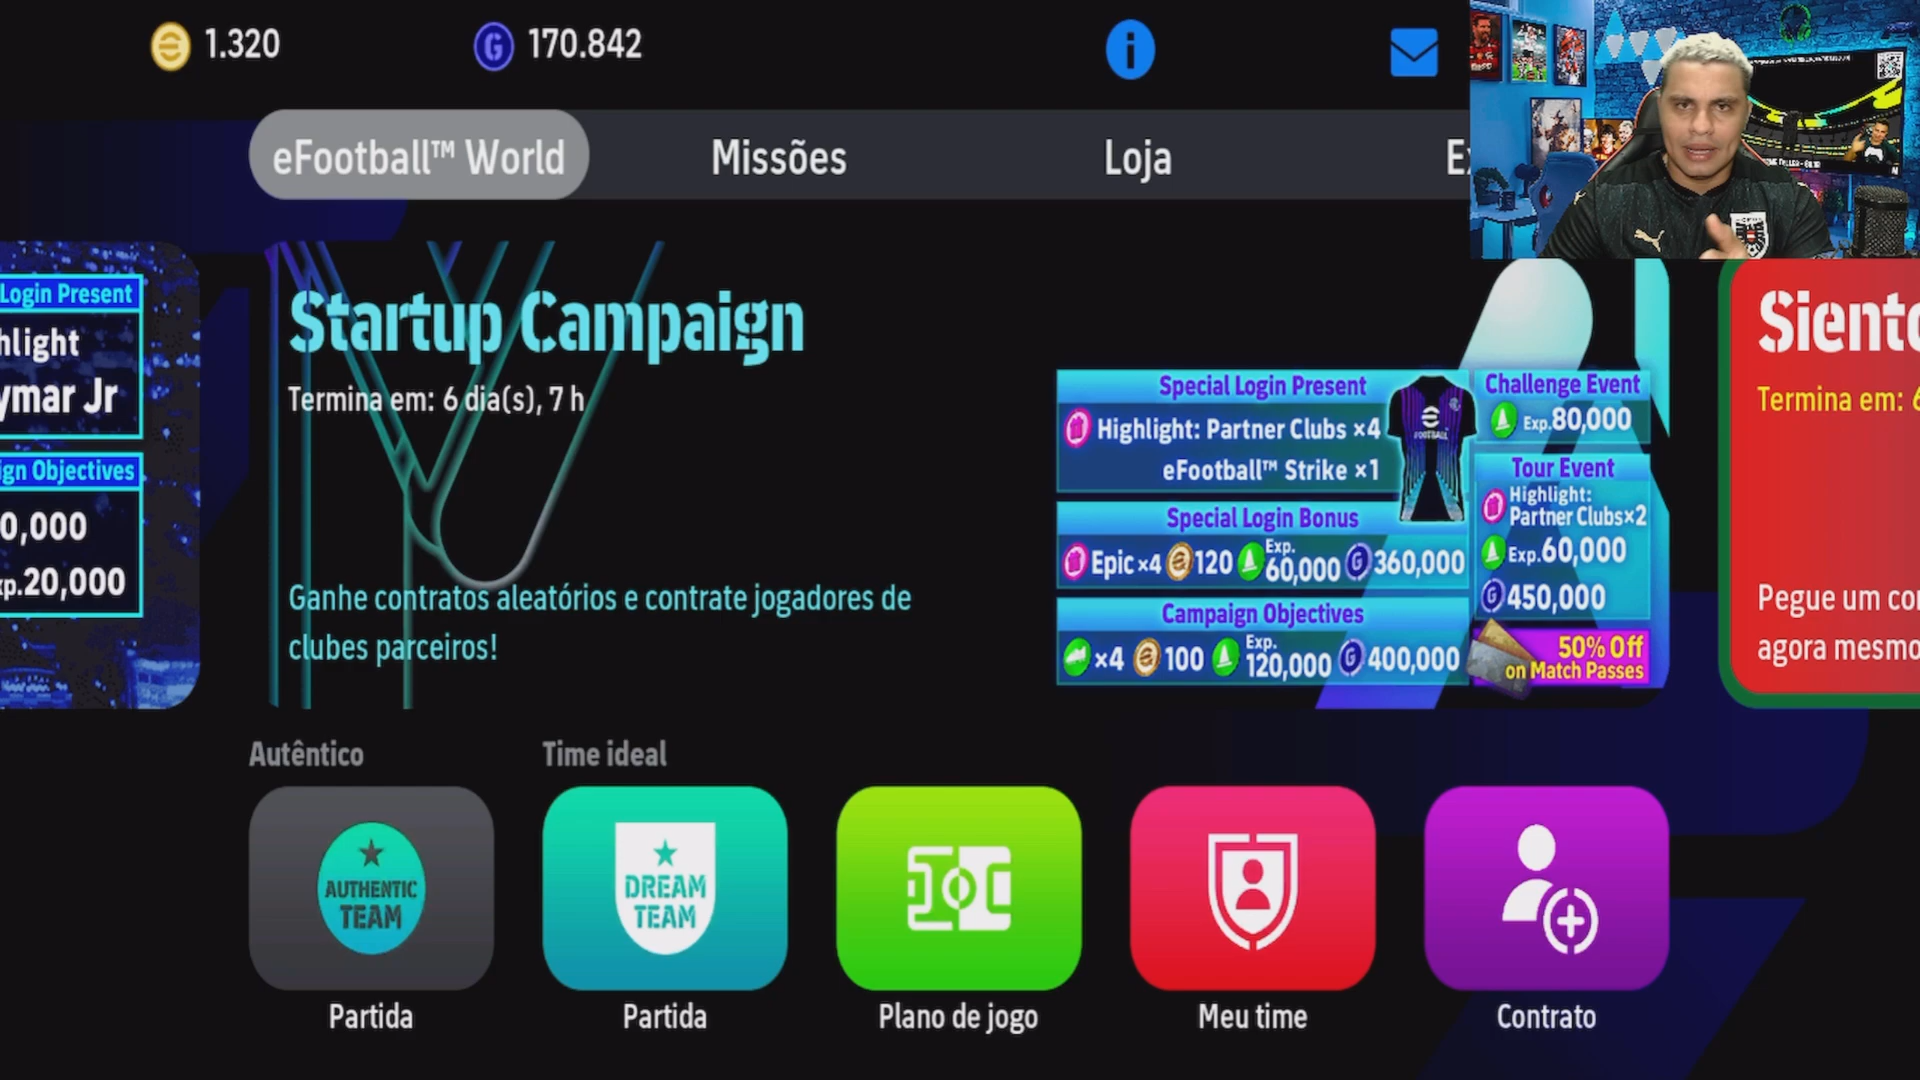 1.320
170.842
eFootball™ World
Missões
Loja
Login Present
hlight
ymar Jr
gn Objectives
0,000
xp.20,000
Startup Campaign
Termina em: 6 dia(s), 7 h
Ganhe contratos aleatórios e contrate jogadores de
clubes parceiros!
Special Login Present
Highlight: Partner Clubs ×4
eFootball™ Strike ×1
FOOTBALL
Special Login Bonus
Epic ×4 120 Exp. 60,000 360,000
Campaign Objectives
×4 100 Exp. 120,000 400,000
Challenge Event
Exp.80,000
Tour Event
Highlight:
Partner Clubs×2
Exp.60,000
450,000
50% Off
on Match Passes
Siento
Termina em: 6
Pegue um con
agora mesmo
Autêntico
Time ideal
AUTHENTIC
TEAM
DREAM
TEAM
Partida
Partida
Plano de jogo
Meu time
Contrato